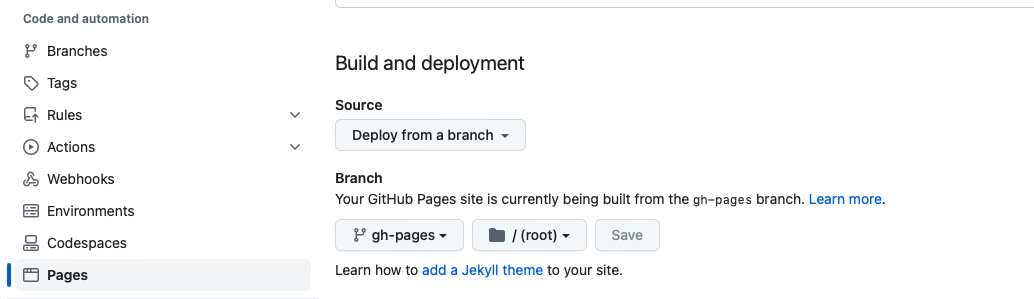 Code and automation
Branches
Tags
Rules
Actions
Webhooks
Environments
Codespaces
Pages
Build and deployment
Source
Deploy from a branch
Branch
Your GitHub Pages site is currently being built from the gh-pages branch. Learn more.
gh-pages / (root) Save
Learn how to add a Jekyll theme to your site.